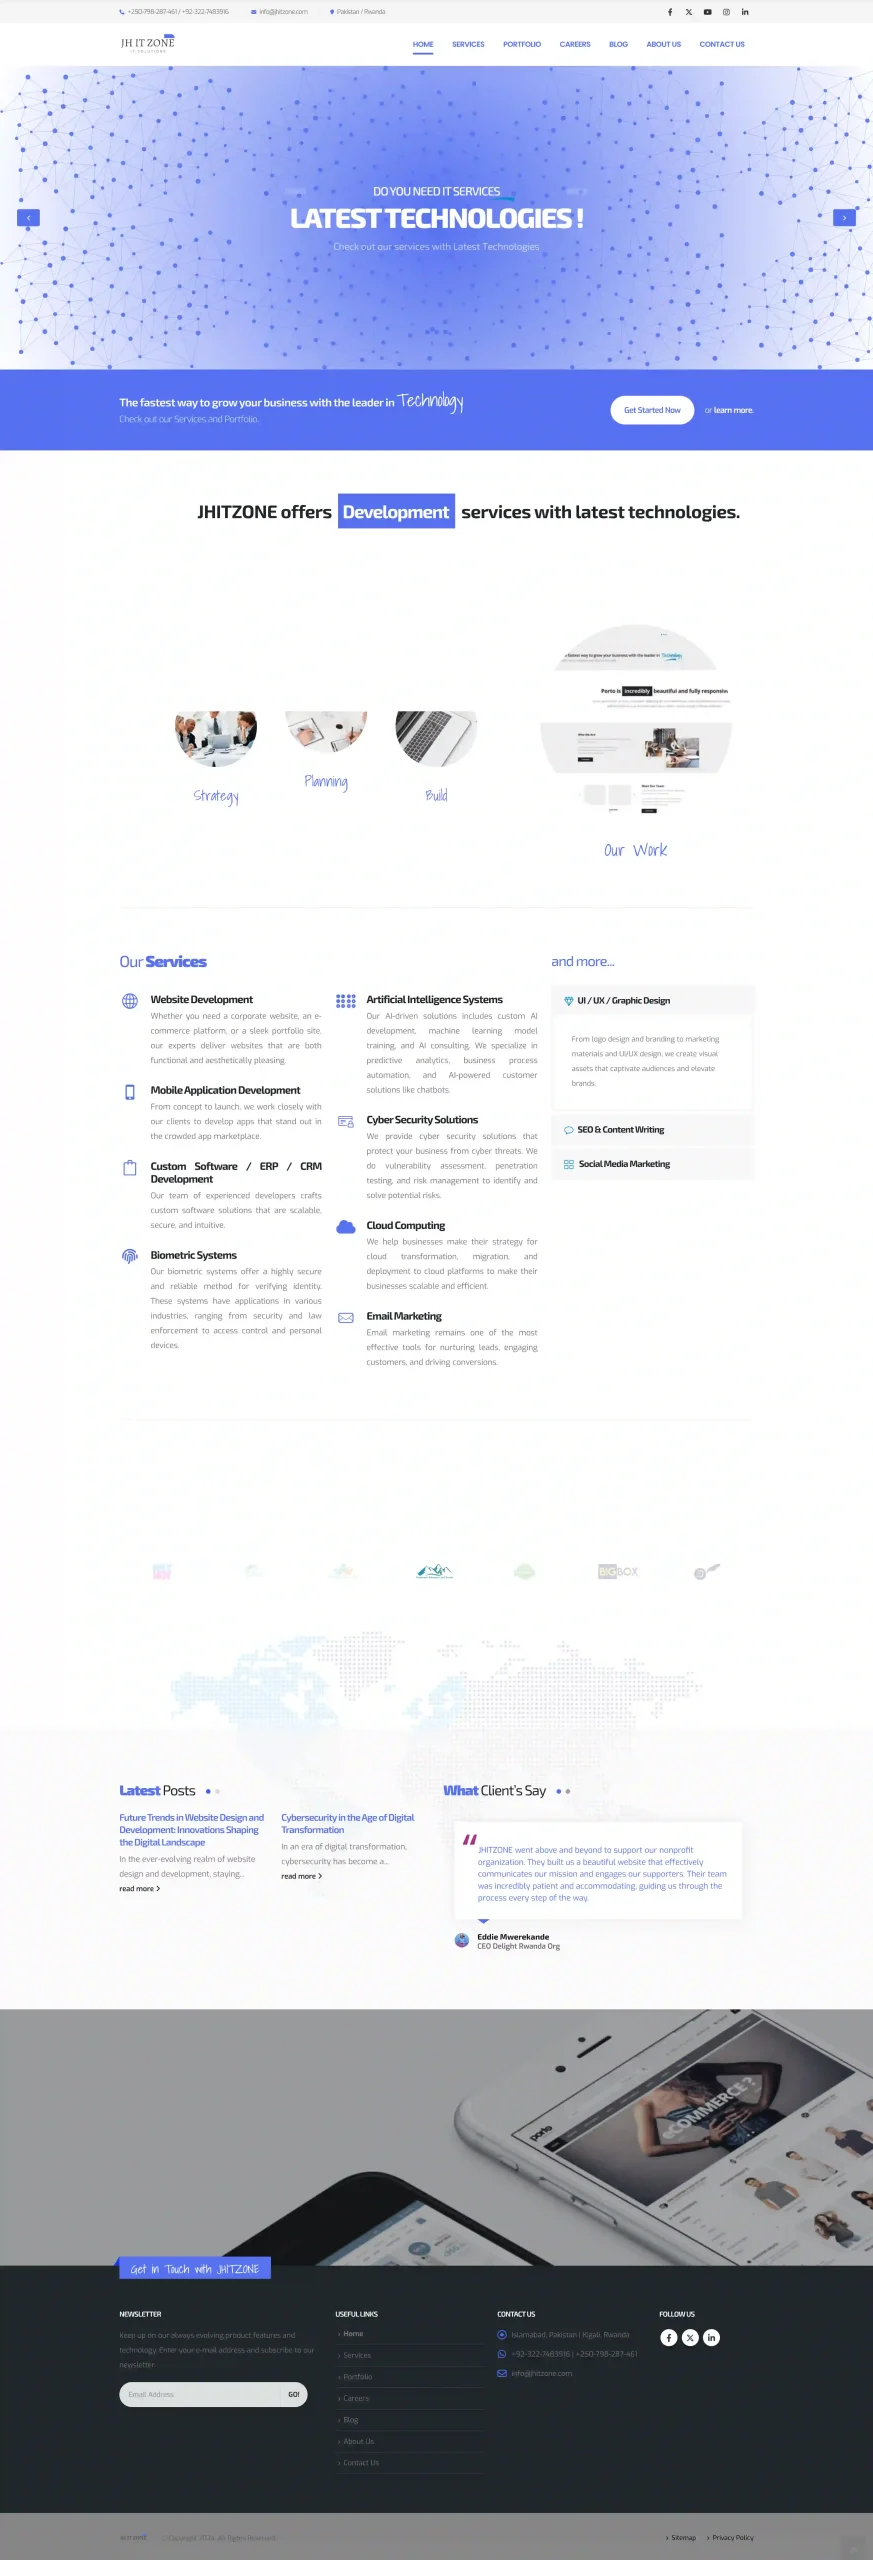 +250-798-287-461 / +92-322-7483916
info@jhitzone.com
Pakistan / Rwanda
JH IT ZONE
IT SOLUTIONS
HOME
SERVICES
PORTFOLIO
CAREERS
BLOG
ABOUT US
CONTACT US
DO YOU NEED IT SERVICES
LATEST TECHNOLOGIES !
Check out our services with Latest Technologies
The fastest way to grow your business with the leader in Technology
Check out our Services and Portfolio.
Get Started Now
or learn more.
JHITZONE offers Development services with latest technologies.
Strategy
Planning
Build
fastest way to grow your business with the leader in Technology
Porto is incredibly beautiful and fully responsive
Our Work
Our Services
Website Development
Whether you need a corporate website, an e-
commerce platform, or a sleek portfolio site,
our experts deliver websites that are both
functional and aesthetically pleasing.
Mobile Application Development
From concept to launch, we work closely with
our clients to develop apps that stand out in
the crowded app marketplace.
Custom Software / ERP / CRM
Development
Our team of experienced developers crafts
custom software solutions that are scalable,
secure, and intuitive.
Biometric Systems
Our biometric systems offer a highly secure
and reliable method for verifying identity.
These systems have applications in various
industries, ranging from security and law
enforcement to access control and personal
devices.
Artificial Intelligence Systems
Our AI-driven solutions includes custom AI
development, machine learning model
training, and AI consulting. We specialize in
predictive analytics, business process
automation, and AI-powered customer
solutions like chatbots.
Cyber Security Solutions
We provide cyber security solutions that
protect your business from cyber threats. We
do vulnerability assessment, penetration
testing, and risk management to identify and
solve potential risks.
Cloud Computing
We help businesses make their strategy for
cloud transformation, migration, and
deployment to cloud platforms to make their
businesses scalable and efficient.
Email Marketing
Email marketing remains one of the most
effective tools for nurturing leads, engaging
customers, and driving conversions.
and more...
UI / UX / Graphic Design
From logo design and branding to marketing
materials and UI/UX design, we create visual
assets that captivate audiences and elevate
brands.
SEO & Content Writing
Social Media Marketing
BIGBOX
Latest Posts
Future Trends in Website Design and
Development: Innovations Shaping
the Digital Landscape
In the ever-evolving realm of website
design and development, staying...
read more
Cybersecurity in the Age of Digital
Transformation
In an era of digital transformation,
cybersecurity has become a...
read more
What Client's Say
JHITZONE went above and beyond to support our nonprofit
organization. They built us a beautiful website that effectively
communicates our mission and engages our supporters. Their team
was incredibly patient and accommodating, guiding us through the
process every step of the way.
Eddie Mwerekande
CEO Delight Rwanda Org
porto
eCOMMERCE ?
Get in Touch with JHITZONE
NEWSLETTER
Keep up on our always evolving product features and
technology. Enter your e-mail address and subscribe to our
newsletter.
Email Address
GO!
USEFUL LINKS
Home
Services
Portfolio
Careers
Blog
About Us
Contact Us
CONTACT US
Islamabad, Pakistan | Kigali, Rwanda
+92-322-7483916 | +250-798-287-461
info@jhitzone.com
FOLLOW US
JH IT ZONE
© Copyright 2024. All Rights Reserved.
Sitemap
Privacy Policy